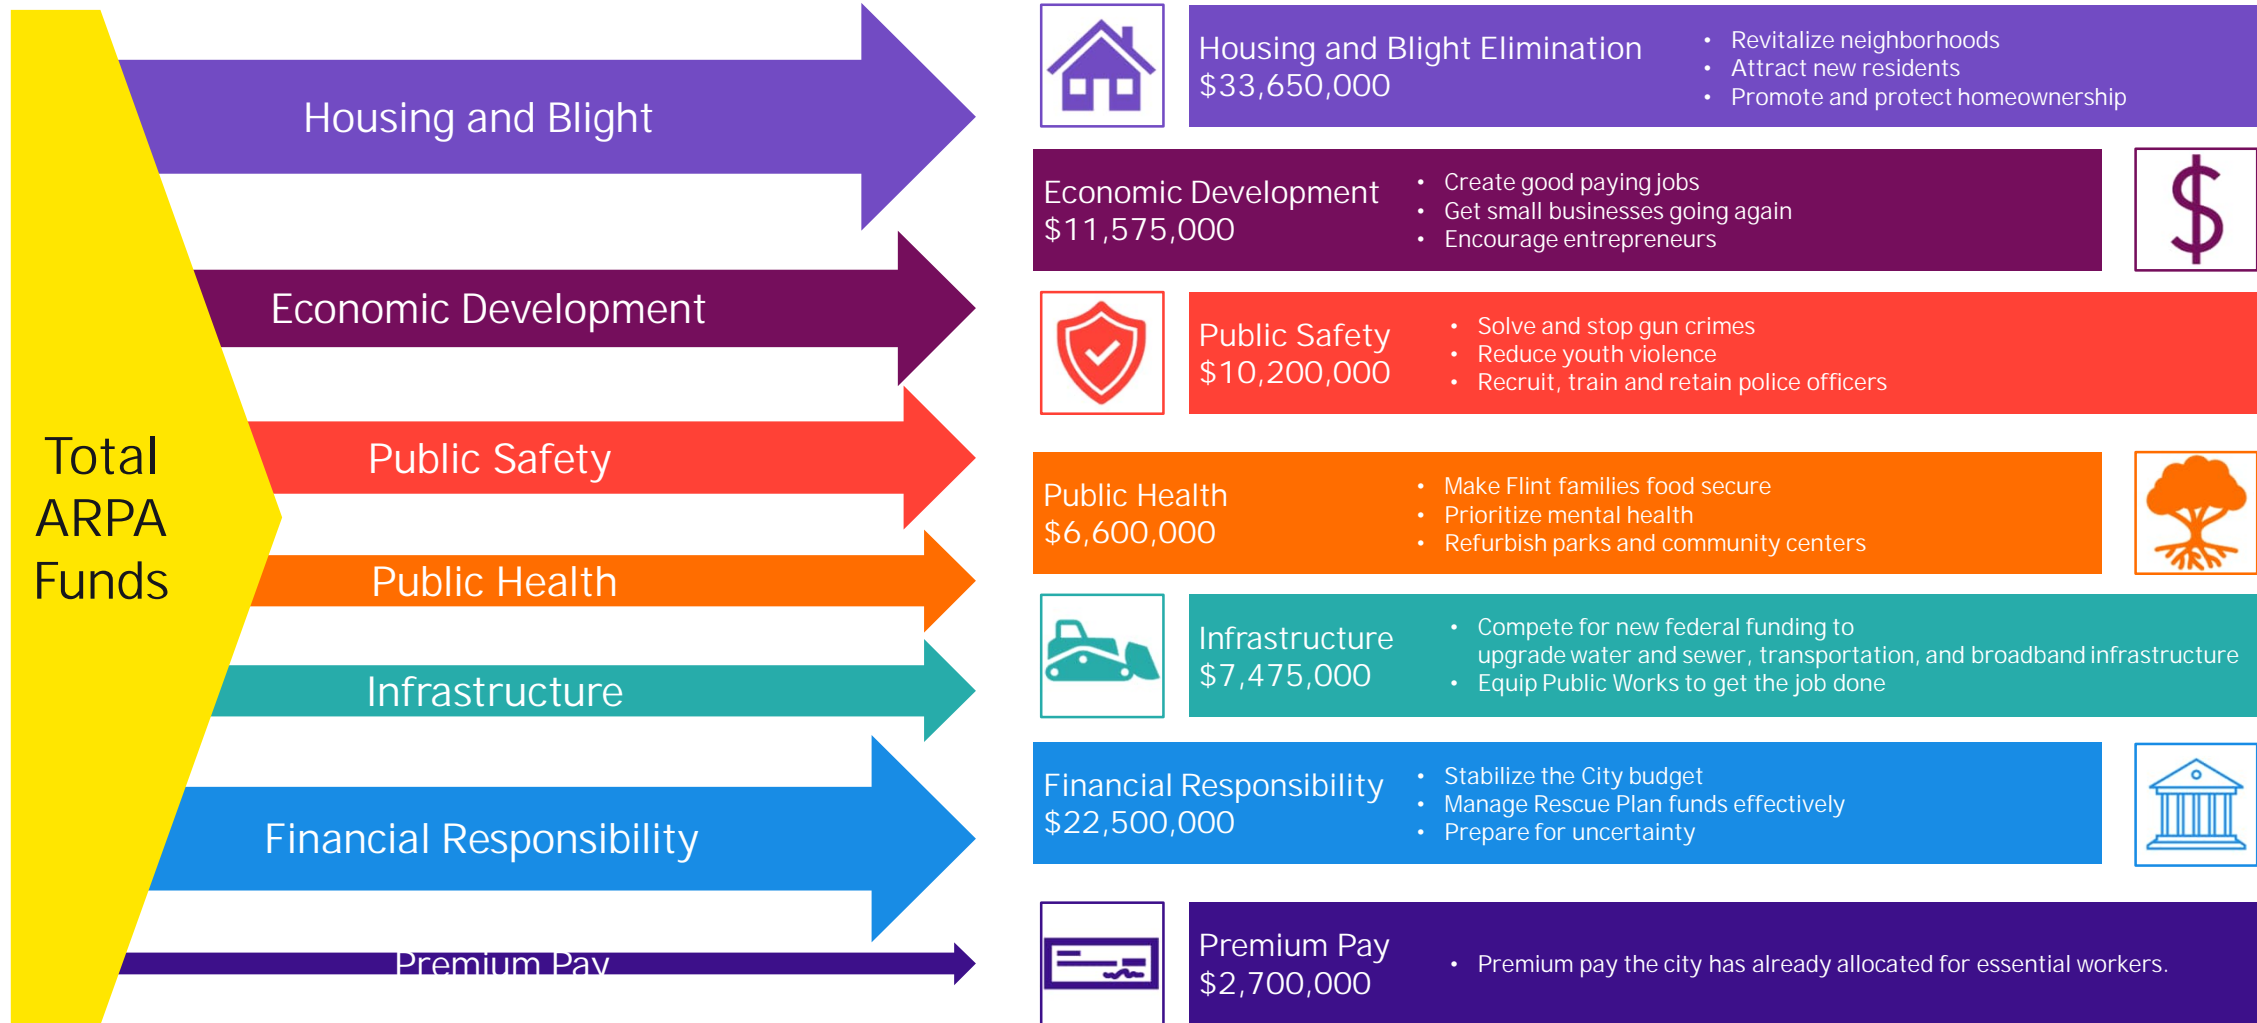 Total
ARPA
Funds
Housing and Blight
Economic Development
Public Safety
Public Health
Infrastructure
Financial Responsibility
Premium Pay
Housing and Blight Elimination
$33,650,000
• Revitalize neighborhoods
• Attract new residents
• Promote and protect homeownership
Economic Development
$11,575,000
• Create good paying jobs
• Get small businesses going again
• Encourage entrepreneurs
Public Safety
$10,200,000
• Solve and stop gun crimes
• Reduce youth violence
• Recruit, train and retain police officers
Public Health
$6,600,000
• Make Flint families food secure
• Prioritize mental health
• Refurbish parks and community centers
Infrastructure
$7,475,000
• Compete for new federal funding to
upgrade water and sewer, transportation, and broadband infrastructure
• Equip Public Works to get the job done
Financial Responsibility
$22,500,000
• Stabilize the City budget
• Manage Rescue Plan funds effectively
• Prepare for uncertainty
Premium Pay
$2,700,000
• Premium pay the city has already allocated for essential workers.